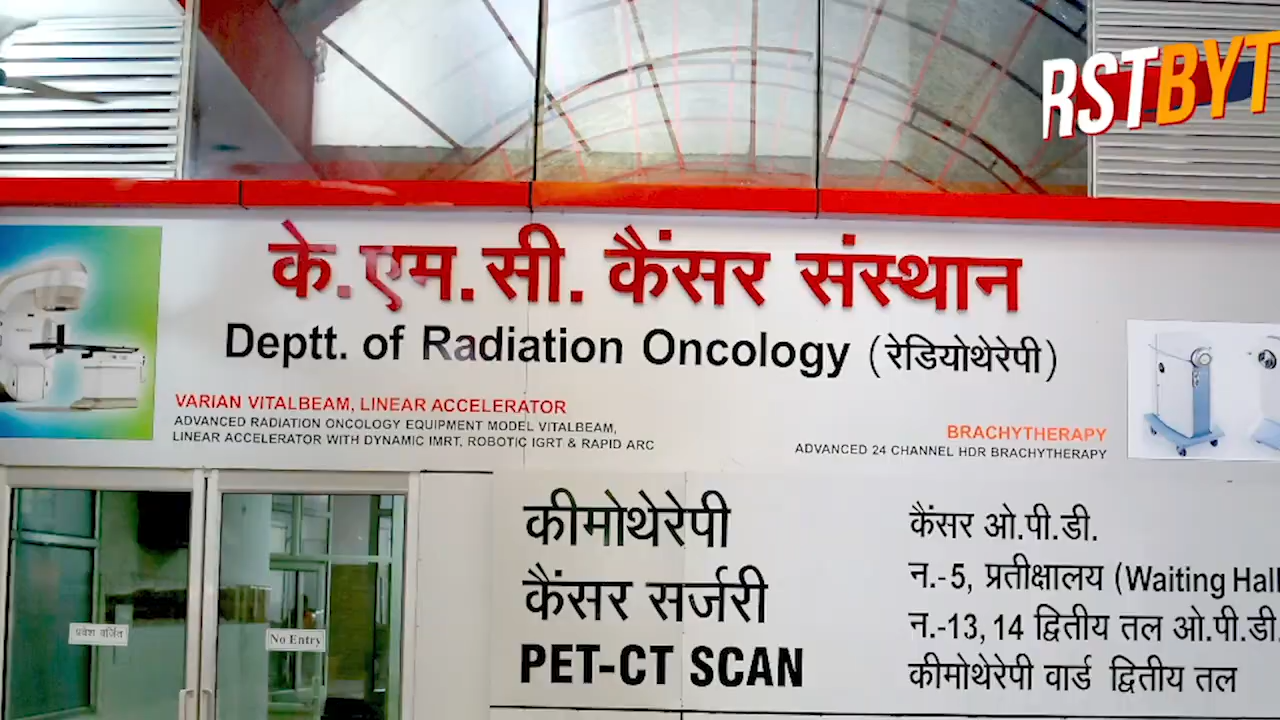 RSTBYT
के.एम.सी. कैंसर संस्थान
Deptt. of Radiation Oncology (रेडियोथेरेपी)
VARIAN VITALBEAM, LINEAR ACCELERATOR
ADVANCED RADIATION ONCOLOGY EQUIPMENT MODEL VITALBEAM,
LINEAR ACCELERATOR WITH DYNAMIC IMRT, ROBOTIC IGRT & RAPID ARC
BRACHYTHERAPY
ADVANCED 24 CHANNEL HDR BRACHYTHERAPY
कीमोथेरेपी
कैंसर सर्जरी
PET-CT SCAN
कैंसर ओ.पी.डी.
न.-5, प्रतीक्षालय (Waiting Hall
न.-13, 14 द्वितीय तल ओ.पी.डी.
कीमोथेरेपी वार्ड द्वितीय तल
प्रवेश वर्जित
No Entry